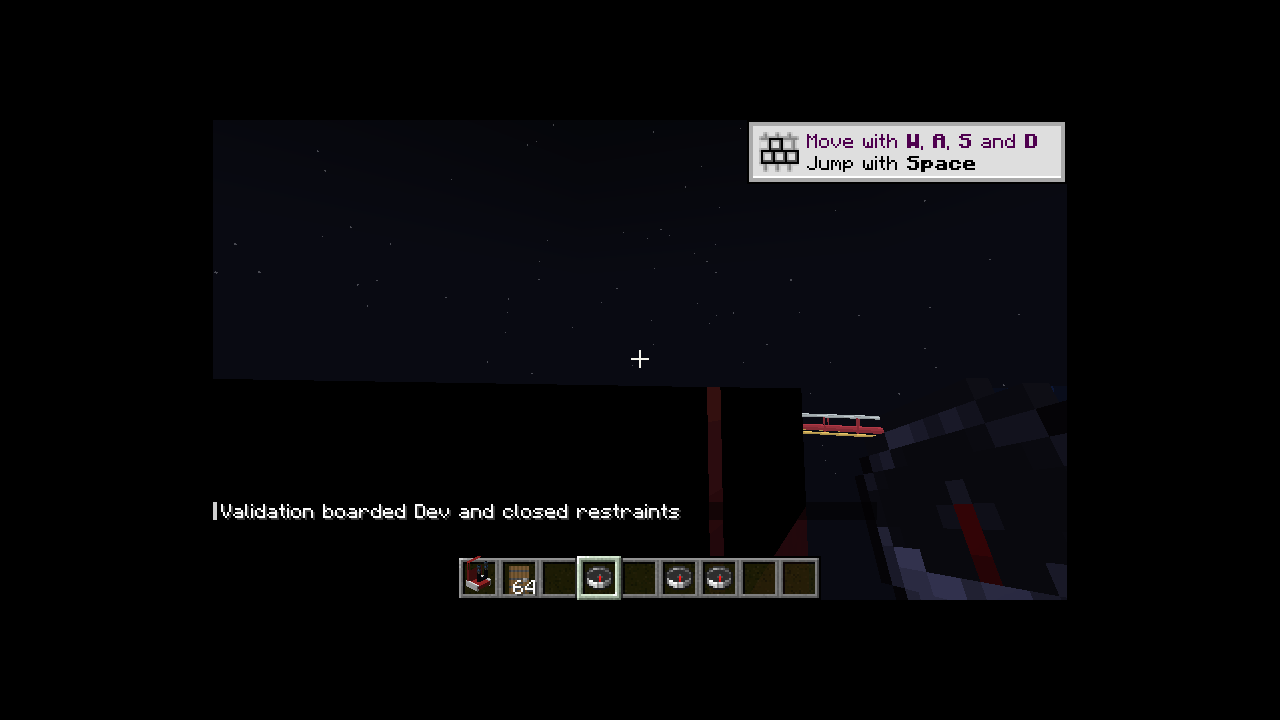 Move with W, A, S and D
Jump with Space
Validation boarded Dev and closed restraints
64